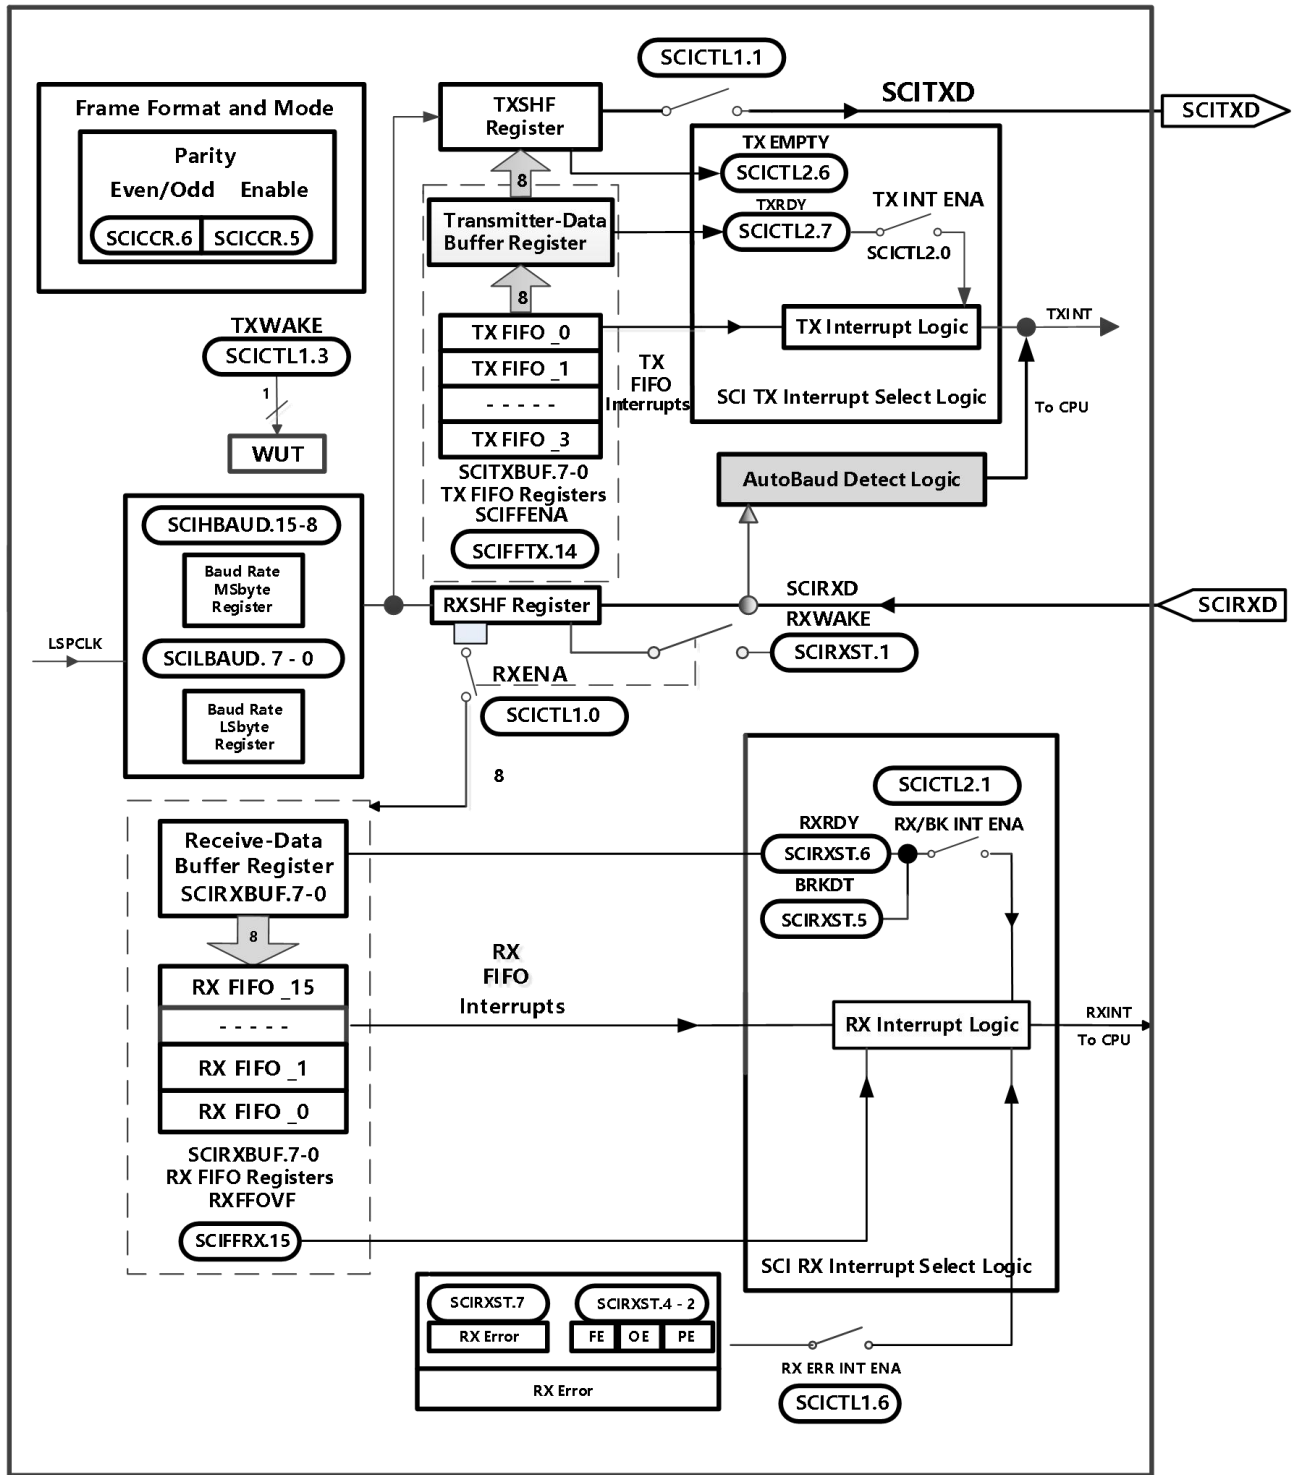 SCICTL1.1
Frame Format and Mode
Parity
Even/Odd Enable
SCICCR.6 SCICCR.5
TXSHF
Register
SCITXD
SCITXD
8
TX EMPTY
SCICTL2.6
Transmitter-Data
Buffer Register
TXRDY
SCICTL2.7
TX INT ENA
SCICTL2.0
8
TX FIFO _0
TX FIFO _1
- - - - -
TX FIFO _3
TX
FIFO
Interrupts
TX Interrupt Logic
TXINT
SCI TX Interrupt Select Logic
To CPU
TXWAKE
SCICTL1.3
1
WUT
SCITXBUF.7-0
TX FIFO Registers
SCIFFENA
SCIFFTX.14
AutoBaud Detect Logic
SCIHBAUD.15-8
Baud Rate
MSbyte
Register
LSPCLK
SCILBAUD. 7 - 0
Baud Rate
LSbyte
Register
RXSHF Register
SCIRXD
SCIRXD
RXWAKE
SCIRXST.1
RXENA
SCICTL1.0
8
Receive-Data
Buffer Register
SCIRXBUF.7-0
8
RX FIFO _15
- - - - -
RX FIFO _1
RX FIFO _0
SCIRXBUF.7-0
RX FIFO Registers
RXFFOVF
SCIFFRX.15
RX
FIFO
Interrupts
SCICTL2.1
RXRDY
RX/BK INT ENA
SCIRXST.6
BRKDT
SCIRXST.5
RX Interrupt Logic
RXINT
To CPU
SCI RX Interrupt Select Logic
SCIRXST.7
SCIRXST.4 - 2
RX Error
FE OE PE
RX Error
RX ERR INT ENA
SCICTL1.6